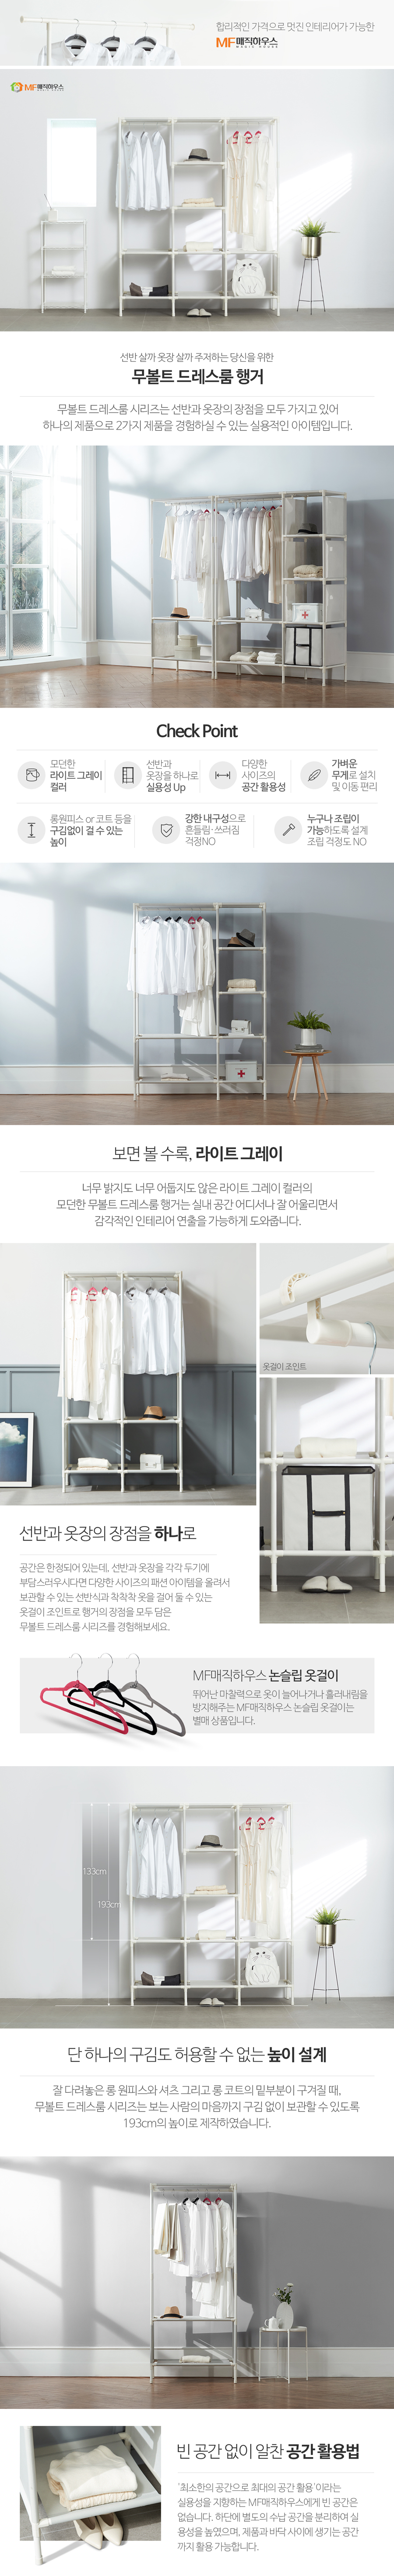 합리적인 가격으로 멋진 인테리어가 가능한
MF매직하우스
MAGIC HOUSE
MF매직하우스
선반 살까 옷장 살까 주저하는 당신을 위한
무볼트 드레스룸 행거
무볼트 드레스룸 시리즈는 선반과 옷장의 장점을 모두 가지고 있어
하나의 제품으로 2가지 제품을 경험하실 수 있는 실용적인 아이템입니다.
Check Point
모던한
라이트 그레이
컬러
선반과
옷장을 하나로
실용성 Up
다양한
사이즈의
공간 활용성
가벼운
무게로 설치
및 이동 편리
롱원피스 or 코트 등을
구김없이 걸 수 있는
높이
강한 내구성으로
흔들림·쓰러짐
걱정NO
누구나 조립이
가능하도록 설계
조립 걱정도 NO
보면 볼 수록, 라이트 그레이
너무 밝지도 너무 어둡지도 않은 라이트 그레이 컬러의
모던한 무볼트 드레스룸 행거는 실내 공간 어디서나 잘 어울리면서
감각적인 인테리어 연출을 가능하게 도와줍니다.
옷걸이 조인트
선반과 옷장의 장점을 하나로
공간은 한정되어 있는데, 선반과 옷장을 각각 두기에
부담스러우시다면 다양한 사이즈의 패션 아이템을 올려서
보관할 수 있는 선반식과 착착착 옷을 걸어 둘 수 있는
옷걸이 조인트로 행거의 장점을 모두 담은
무볼트 드레스룸 시리즈를 경험해보세요.
MF매직하우스 논슬립 옷걸이
뛰어난 마찰력으로 옷이 늘어나거나 흘러내림을
방지해주는 MF매직하우스 논슬립 옷걸이는
별매 상품입니다.
133cm
193cm
단 하나의 구김도 허용할 수 없는 높이 설계
잘 다려놓은 롱 원피스와 셔츠 그리고 롱 코트의 밑부분이 구겨질 때,
무볼트 드레스룸 시리즈는 보는 사람의 마음까지 구김 없이 보관할 수 있도록
193cm의 높이로 제작하였습니다.
빈 공간 없이 알찬 공간 활용법
'최소한의 공간으로 최대의 공간 활용'이라는
실용성을 지향하는 MF매직하우스에게 빈 공간은
없습니다. 하단에 별도의 수납 공간을 분리하여 실
용성을 높였으며, 제품과 바닥 사이에 생기는 공간
까지 활용 가능합니다.